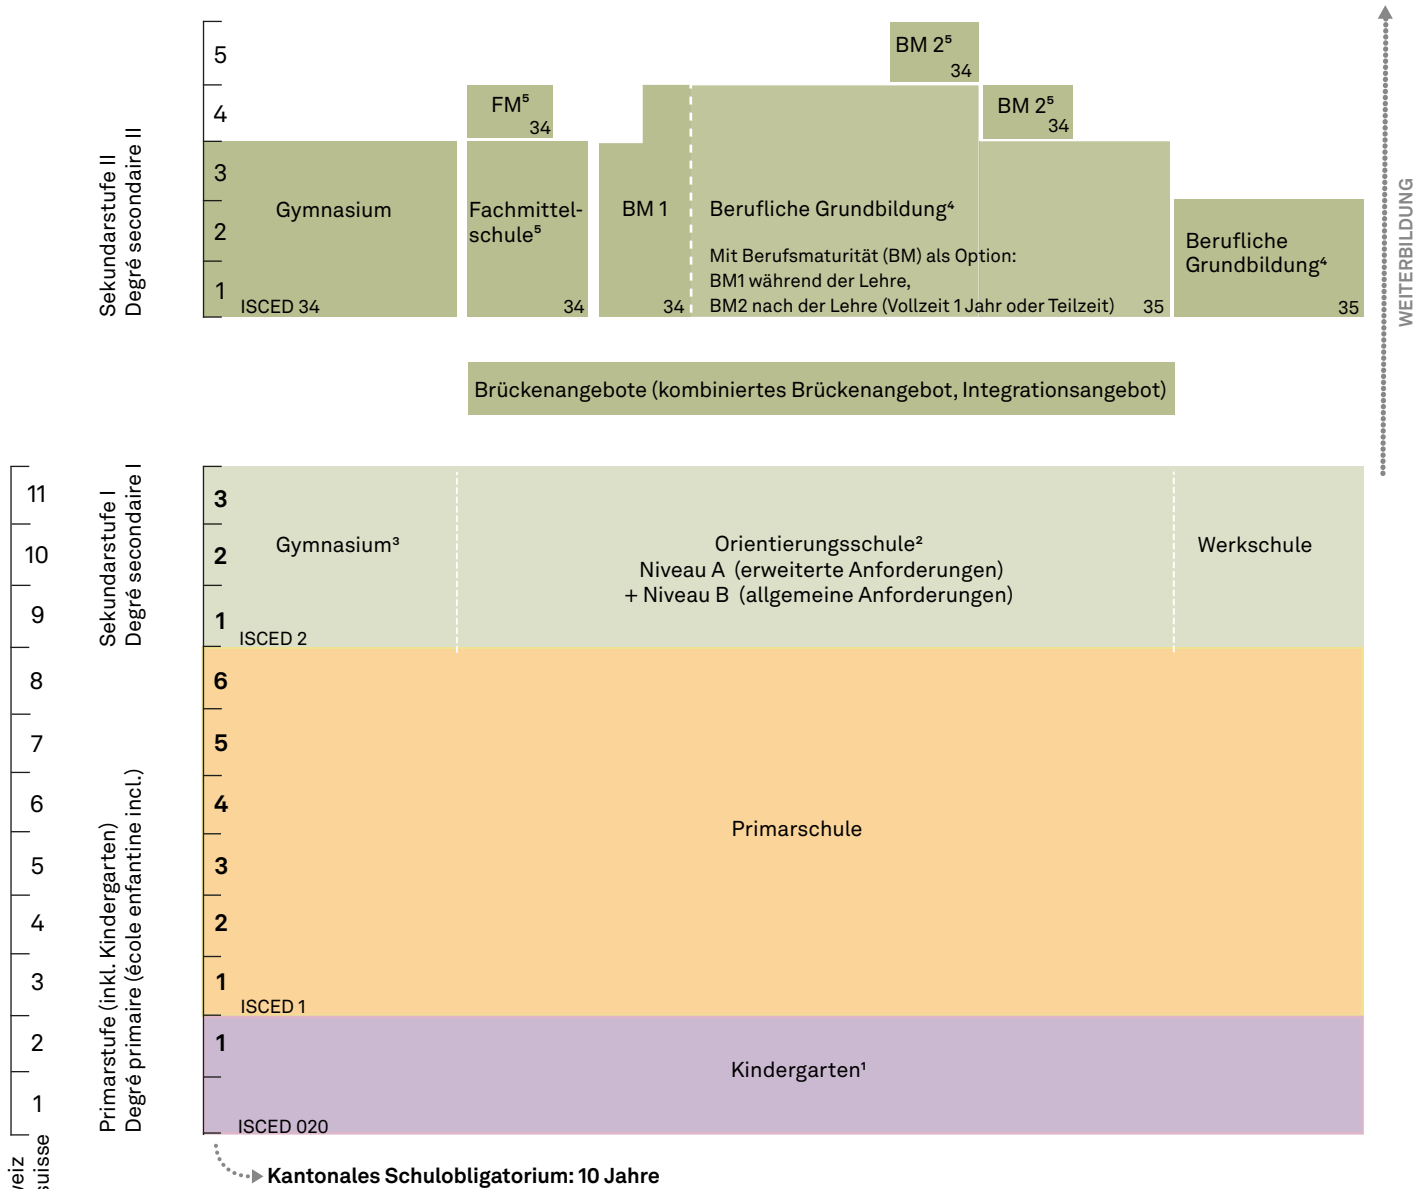 5
BM 2⁵
34
4
FM⁵
34
BM 2⁵
34
Sekundarstufe II
Degré secondaire II
3
2
1
Gymnasium
ISCED 34
Fachmittel-
schule⁵
34
BM 1
34
Berufliche Grundbildung⁴
Mit Berufsmaturität (BM) als Option:
BM1 während der Lehre,
BM2 nach der Lehre (Vollzeit 1 Jahr oder Teilzeit)
35
Berufliche
Grundbildung⁴
35
WEITERBILDUNG
Brückenangebote (kombiniertes Brückenangebot, Integrationsangebot)
11
10
9
Sekundarstufe I
Degré secondaire I
3
2
1
Gymnasium³
ISCED 2
Orientierungsschule²
Niveau A (erweiterte Anforderungen)
+ Niveau B (allgemeine Anforderungen)
Werkschule
8
7
6
5
4
3
2
1
Primarstufe (inkl. Kindergarten)
Degré primaire (école enfantine incl.)
6
5
4
3
2
1
Primarschule
ISCED 1
1
Kindergarten¹
ISCED 020
Kantonales Schulobligatorium: 10 Jahre